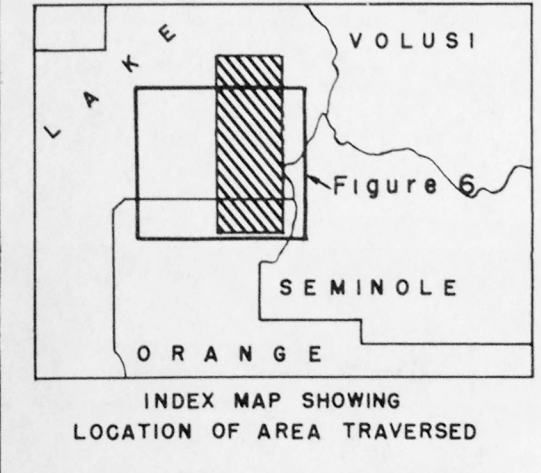 LAKE
VOLUSI
Figure 6
SEMINOLE
ORANGE
INDEX MAP SHOWING
LOCATION OF AREA TRAVERSED